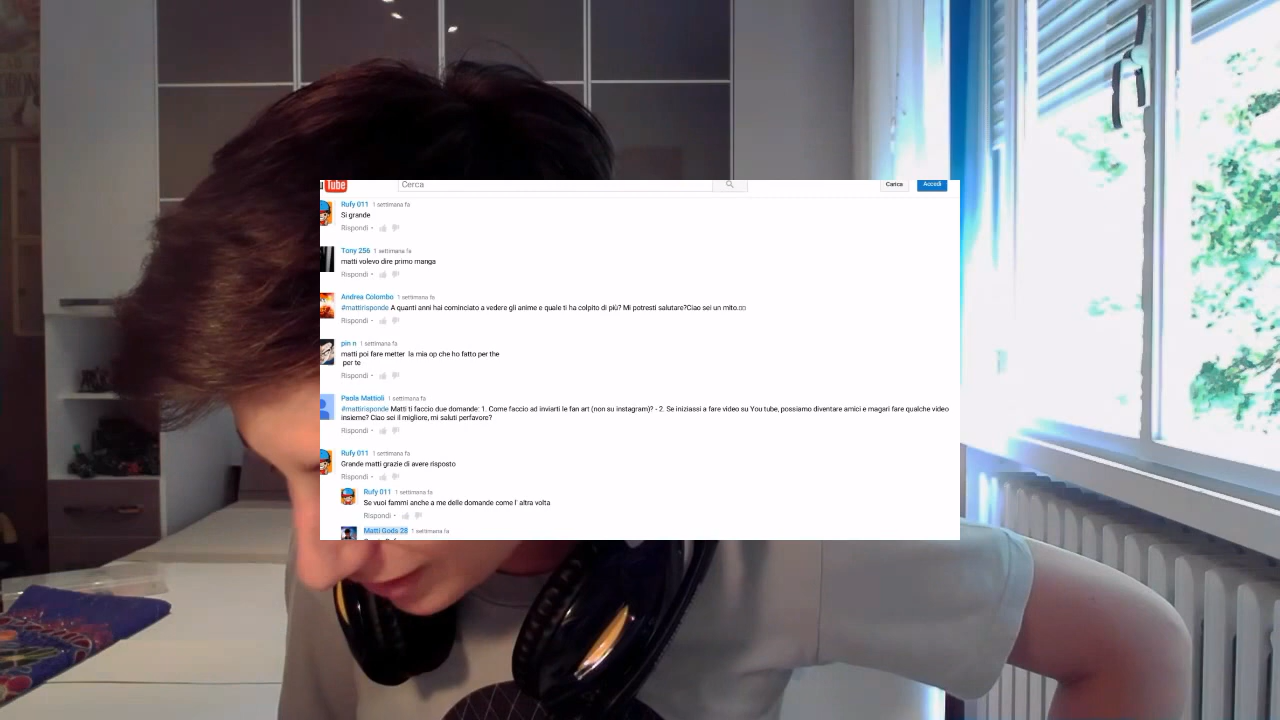 Tube
Cerca
Carica
Accedi
Rufy 011 1 settimana fa
Si grande
Rispondi •
Tony 256 1 settimana fa
matti volevo dire primo manga
Rispondi •
Andrea Colombo 1 settimana fa
#mattirisponde A quanti anni hai cominciato a vedere gli anime e quale ti ha colpito di più? Mi potresti salutare?Ciao sei un mito.
Rispondi •
pin n 1 settimana fa
matti poi fare metter la mia op che ho fatto per the
per te
Rispondi •
Paola Mattioli 1 settimana fa
#mattirisponde Matti ti faccio due domande: 1. Come faccio ad inviarti le fan art (non su instagram)? - 2. Se iniziassi a fare video su You tube, possiamo diventare amici e magari fare qualche video
insieme? Ciao sei il migliore, mi saluti perfavore?
Rispondi •
Rufy 011 1 settimana fa
Grande matti grazie di avere risposto
Rispondi •
Rufy 011 1 settimana fa
Se vuoi fammi anche a me delle domande come l' altra volta
Rispondi •
Matti Gods 28 1 settimana fa